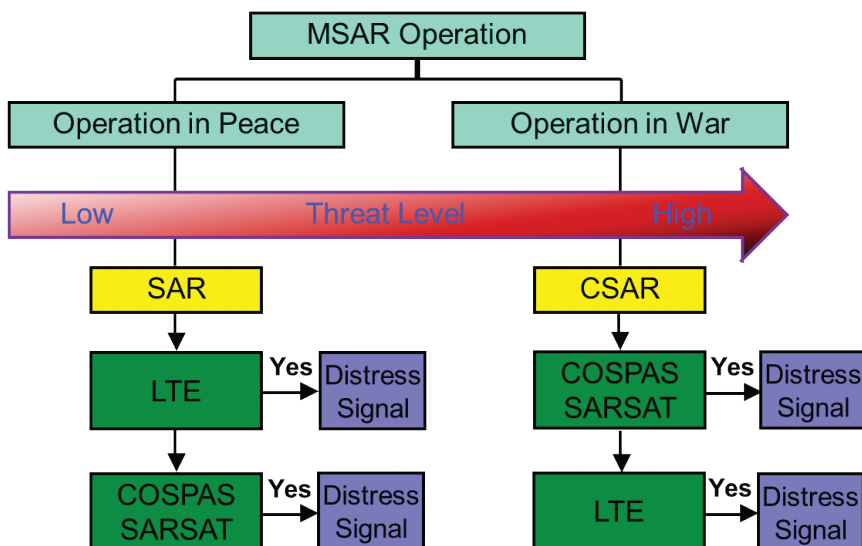 MSAR Operation
Operation in Peace
Operation in War
Low Threat Level High
SAR
CSAR
LTE
Yes
Distress
Signal
COSPAS
SARSAT
Yes
Distress
Signal
COSPAS
SARSAT
Yes
Distress
Signal
LTE
Yes
Distress
Signal